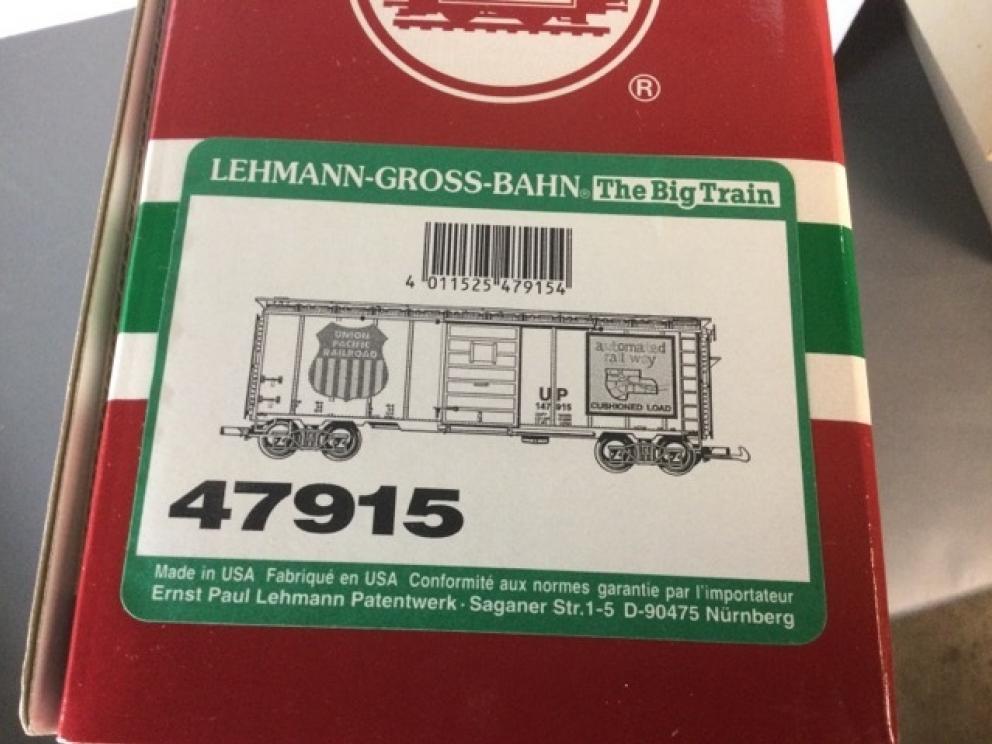 ®
LEHMANN-GROSS-BAHN® The Big Train
4 011525 479154
UNION
PACIFIC
RAILROAD
automated
rail way
UP
147 915
CUSHIONED LOAD
47915
Made in USA Fabriqué en USA Conformité aux normes garantie par l'importateur
Ernst Paul Lehmann Patentwerk · Saganer Str.1-5 D-90475 Nürnberg